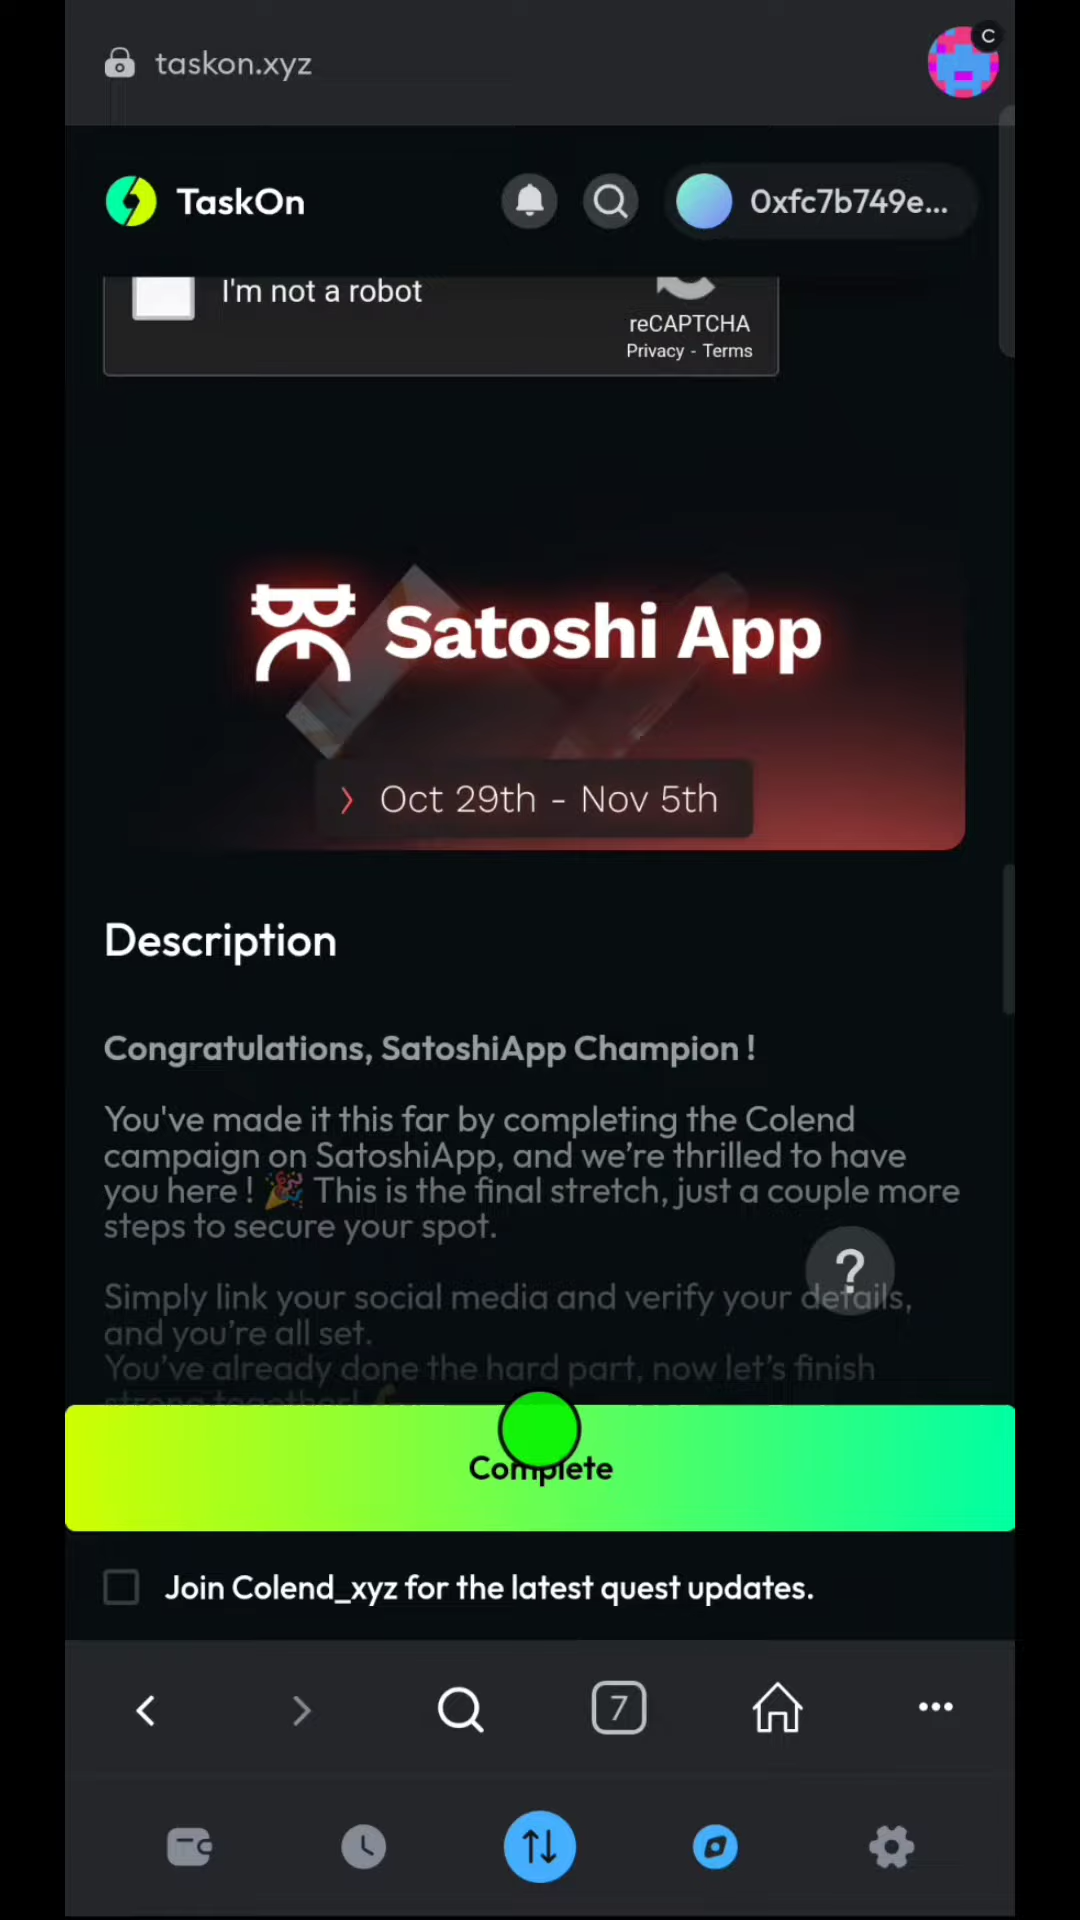 taskon.xyz
C
TaskOn
0xfc7b749e...
I'm not a robot
reCAPTCHA
Privacy - Terms
Satoshi App
Oct 29th - Nov 5th
Description
Congratulations, SatoshiApp Champion !
You've made it this far by completing the Colend
campaign on SatoshiApp, and we’re thrilled to have
you here ! 🎉 This is the final stretch, just a couple more
steps to secure your spot.
?
Simply link your social media and verify your details,
and you’re all set.
You’ve already done the hard part, now let’s finish
strong together!
Complete
Join Colend_xyz for the latest quest updates.
7